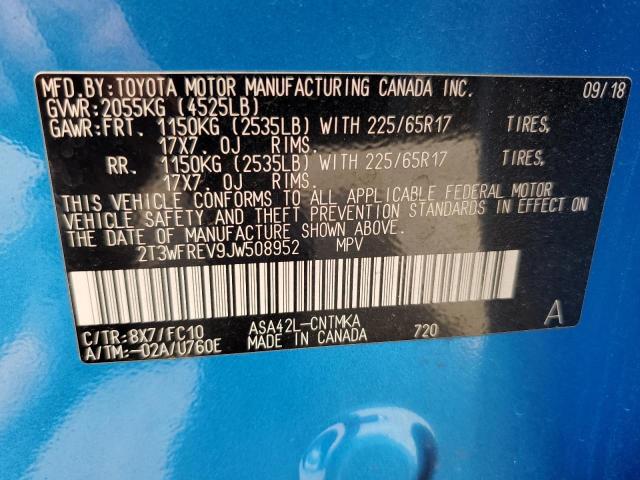 MFD.BY:TOYOTA MOTOR MANUFACTURING CANADA INC. 09/18
GVWR:2055KG (4525LB)
GAWR:FRT. 1150KG (2535LB) WITH 225/65R17 TIRES,
17X7.0J RIMS.
RR. 1150KG (2535LB) WITH 225/65R17 TIRES,
17X7.0J RIMS.
THIS VEHICLE CONFORMS TO ALL APPLICABLE FEDERAL MOTOR
VEHICLE SAFETY AND THEFT PREVENTION STANDARDS IN EFFECT ON
THE DATE OF MANUFACTURE SHOWN ABOVE.
2T3WFREV9JW508952 MPV
C/TR:8X7/FC10 ASA42L-CNTMKA 720 A
A/TM:-02A/U760E MADE IN CANADA